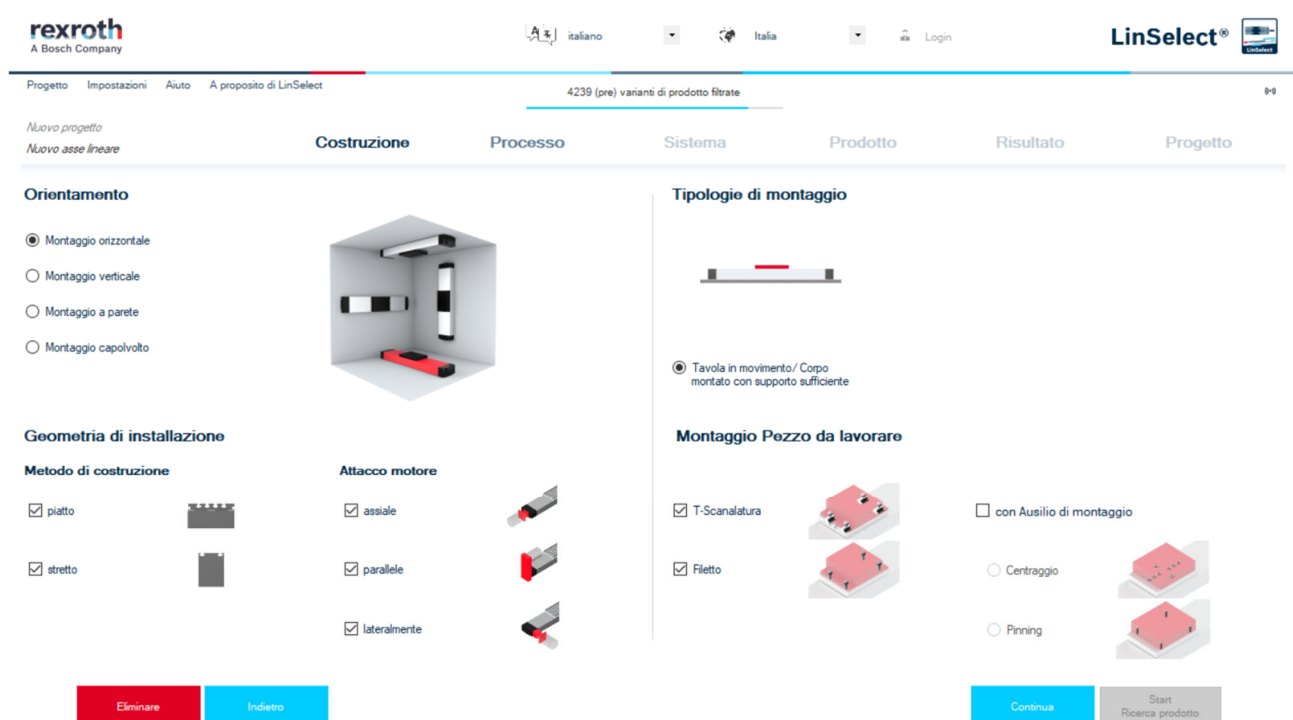 rexroth
A Bosch Company
italiano
Italia
Login
LinSelect®
LinSelect
Progetto Impostazioni Aiuto A proposito di LinSelect
4239 (pre) varianti di prodotto filtrate
Nuovo progetto
Nuovo asse lineare
Costruzione Processo Sistema Prodotto Risultato Progetto
Orientamento
Montaggio orizzontale
Montaggio verticale
Montaggio a parete
Montaggio capolvolto
Tipologie di montaggio
Tavola in movimento/ Corpo
montato con supporto sufficiente
Geometria di installazione
Metodo di costruzione
piatto
stretto
Attacco motore
assiale
parallele
lateralmente
Montaggio Pezzo da lavorare
T-Scanalatura
Filetto
con Ausilio di montaggio
Centraggio
Pinning
Eliminare
Indietro
Continua
Start
Ricerca prodotto